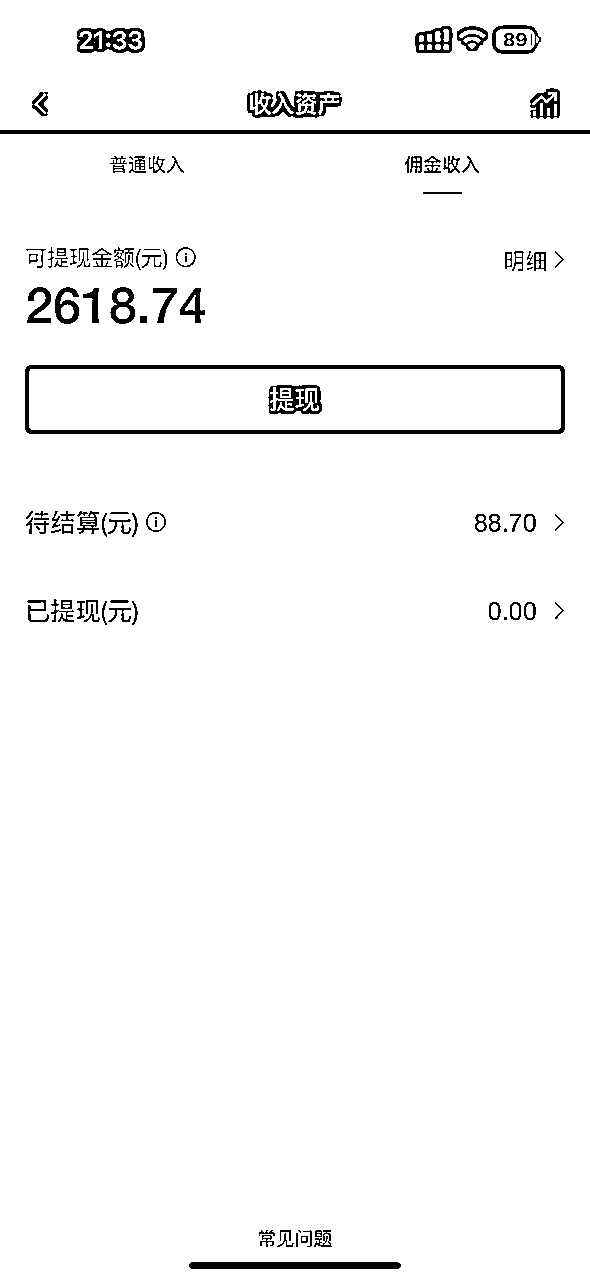 21:33 89
收入资产
普通收入 佣金收入
可提现金额(元) 明细
2618.74
提现
待结算(元) 88.70
已提现(元) 0.00
常见问题